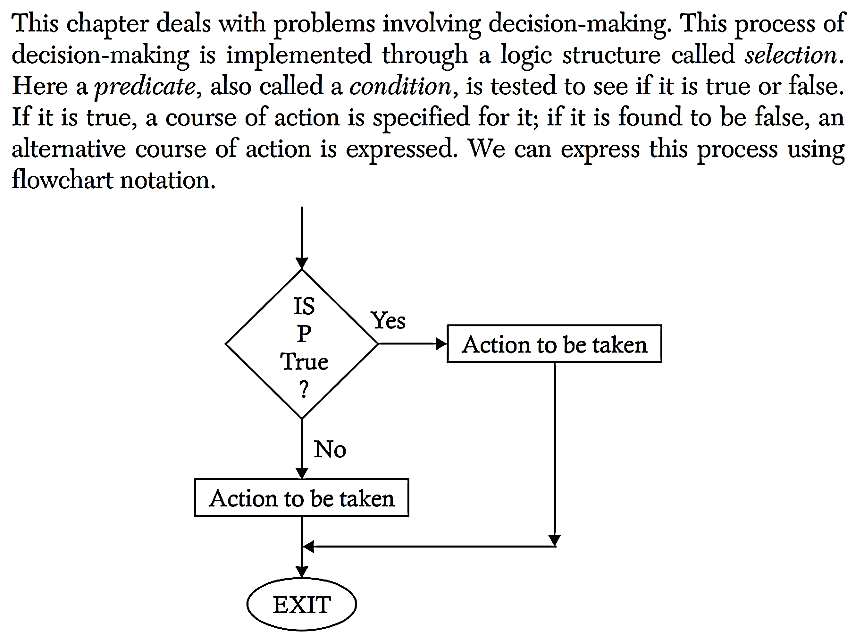 This chapter deals with problems involving decision-making. This process of
decision-making is implemented through a logic structure called selection.
Here a predicate, also called a condition, is tested to see if it is true or false.
If it is true, a course of action is specified for it; if it is found to be false, an
alternative course of action is expressed. We can express this process using
flowchart notation.
IS
P
True
?
Yes
Action to be taken
No
Action to be taken
EXIT